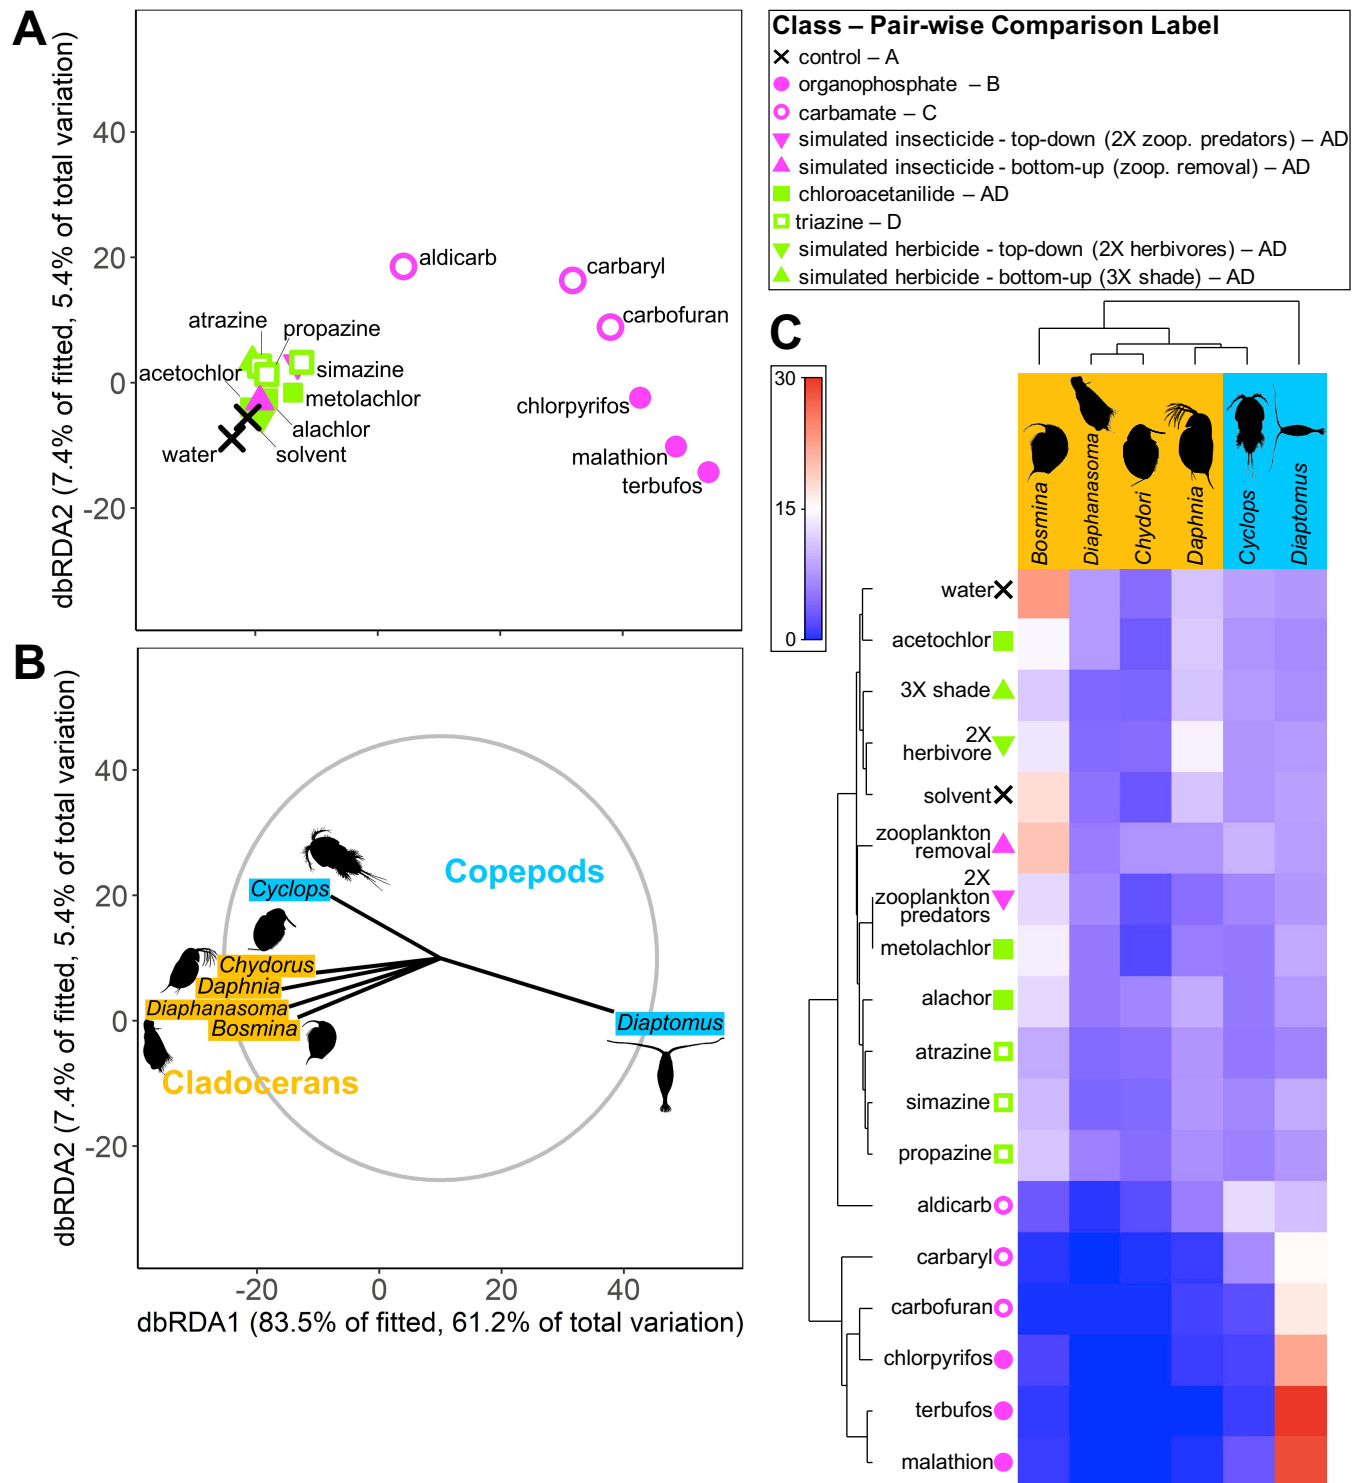 A
dbRDA2 (7.4% of fitted, 5.4% of total variation)
40
20
0
-20
aldicarb
carbaryl
carbofuran
atrazine
propazine
acetochlor
simazine
metolachlor
chlorpyrifos
alachlor
water
solvent
malathion
terbufos
Class – Pair-wise Comparison Label
control – A
organophosphate – B
carbamate – C
simulated insecticide - top-down (2X zoop. predators) – AD
simulated insecticide - bottom-up (zoop. removal) – AD
chloroacetanilide – AD
triazine – D
simulated herbicide - top-down (2X herbivores) – AD
simulated herbicide - bottom-up (3X shade) – AD
B
dbRDA2 (7.4% of fitted, 5.4% of total variation)
40
20
0
-20
Copepods
Cyclops
Chydorus
Daphnia
Diaphanasoma
Bosmina
Diaptomus
Cladocerans
-20
0
20
40
dbRDA1 (83.5% of fitted, 61.2% of total variation)
C
30
15
0
Bosmina
Diaphanasoma
Chydori
Daphnia
Cyclops
Diaptomus
water
acetochlor
3X shade
2X
herbivore
solvent
zooplankton
removal
2X
zooplankton
predators
metolachlor
alachor
atrazine
simazine
propazine
aldicarb
carbaryl
carbofuran
chlorpyrifos
terbufos
malathion